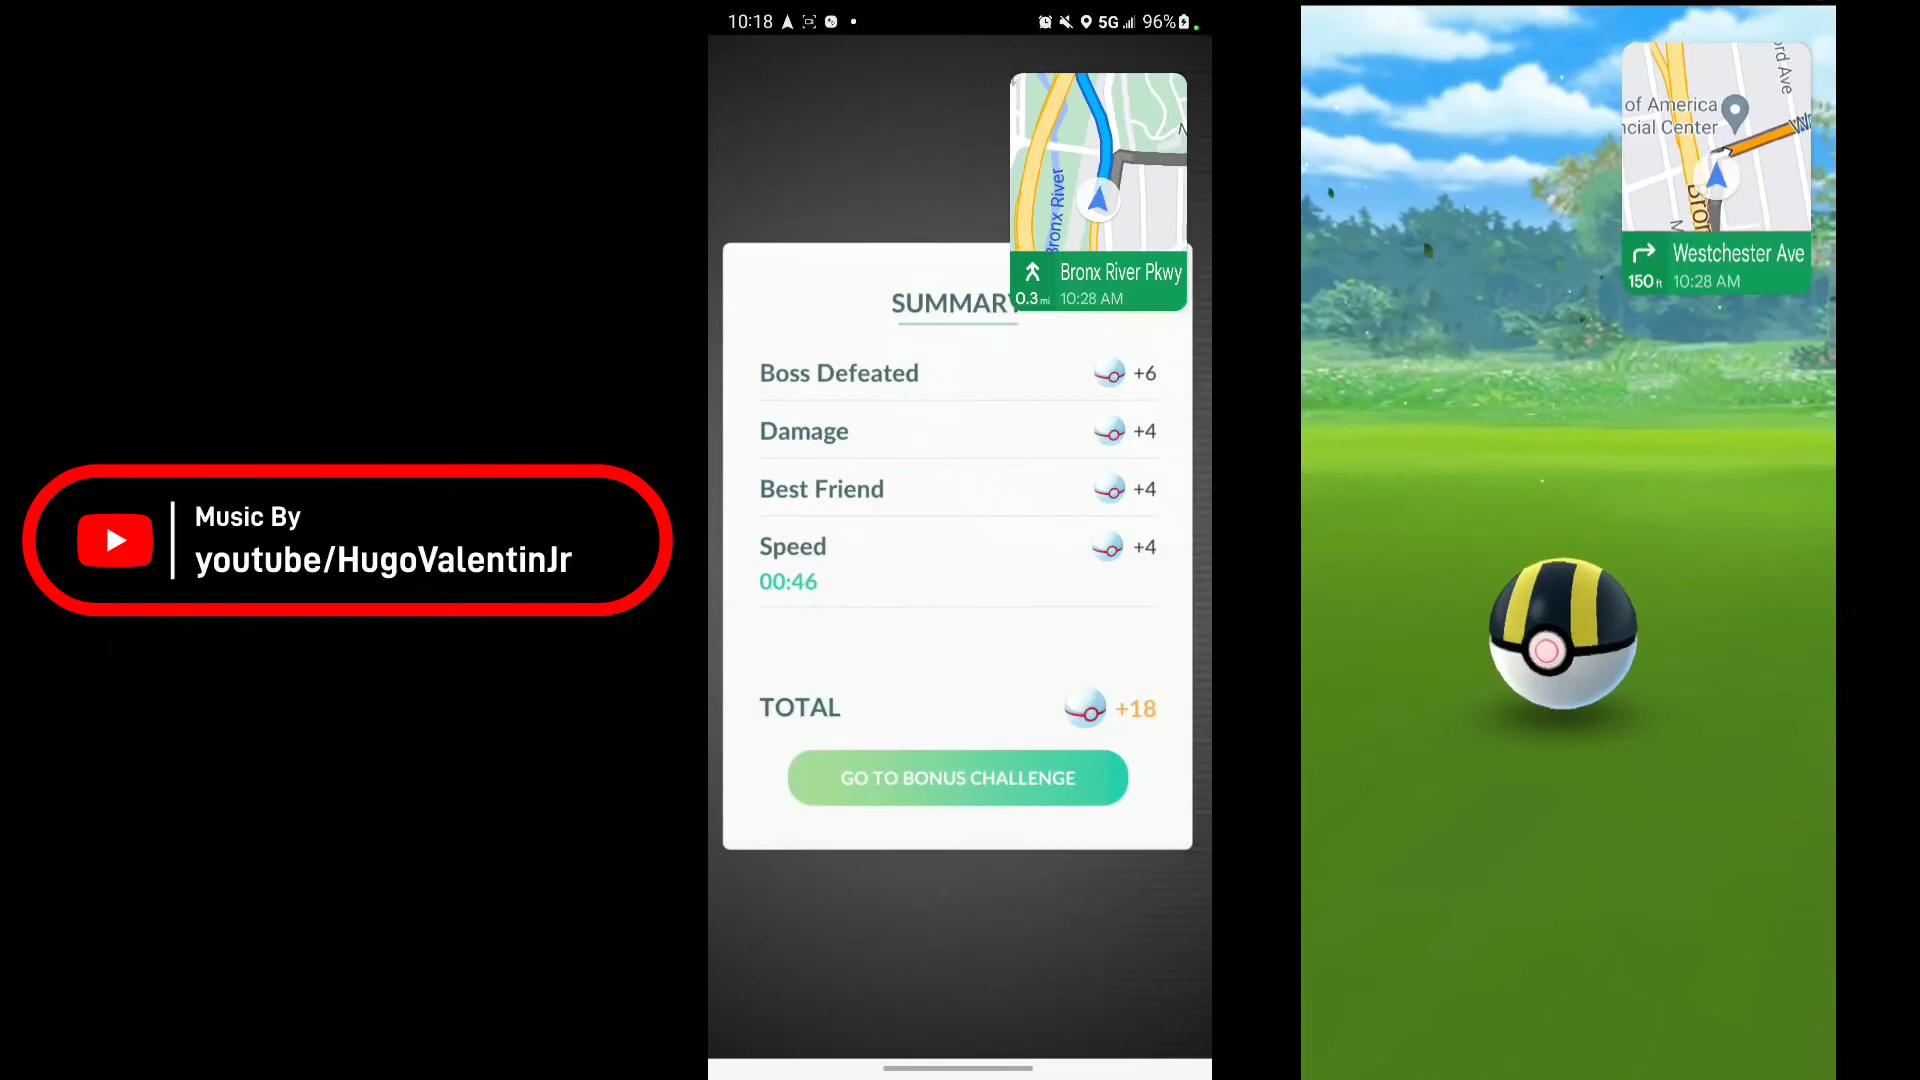 Music By
youtube/HugoValentinJr
10:18
5G
96%
Bronx River
Bronx River Pkwy
0.3 mi
10:28 AM
SUMMARY
Boss Defeated
+6
Damage
+4
Best Friend
+4
Speed
+4
00:46
TOTAL
+18
GO TO BONUS CHALLENGE
rd Ave
of America
ncial Center
W
Bron
Westchester Ave
150 ft
10:28 AM